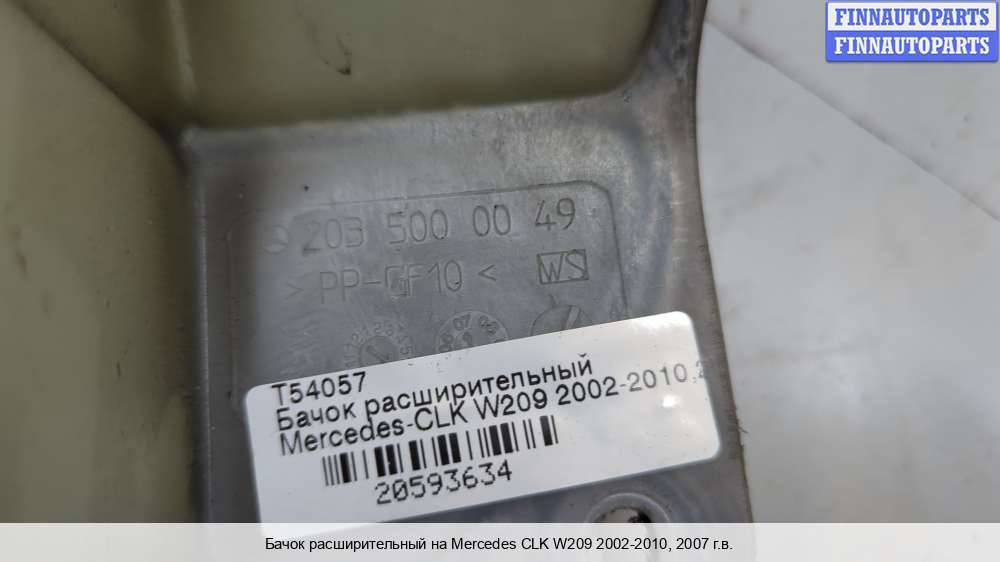 FINNAUTOPARTS
FINNAUTOPARTS
203 500 00 49
> PP-GF10 < WS
T54057
Бачок расширительный
Mercedes-CLK W209 2002-2010,
20593634
Бачок расширительный на Mercedes CLK W209 2002-2010, 2007 г.в.